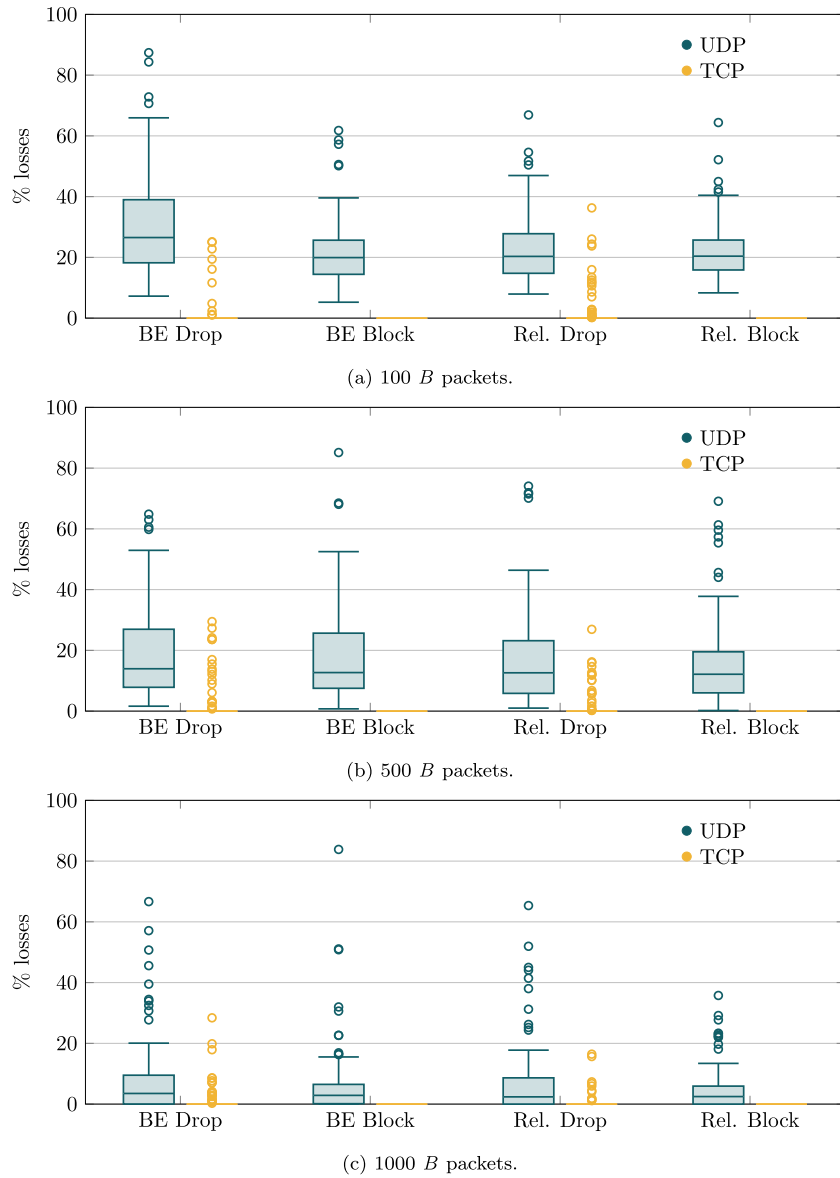 100
80
60
40
20
0
% losses
UDP
TCP
BE Drop
BE Block
Rel. Drop
Rel. Block
(a) 100 B packets.
100
80
60
40
20
0
% losses
UDP
TCP
BE Drop
BE Block
Rel. Drop
Rel. Block
(b) 500 B packets.
100
80
60
40
20
0
% losses
UDP
TCP
BE Drop
BE Block
Rel. Drop
Rel. Block
(c) 1000 B packets.